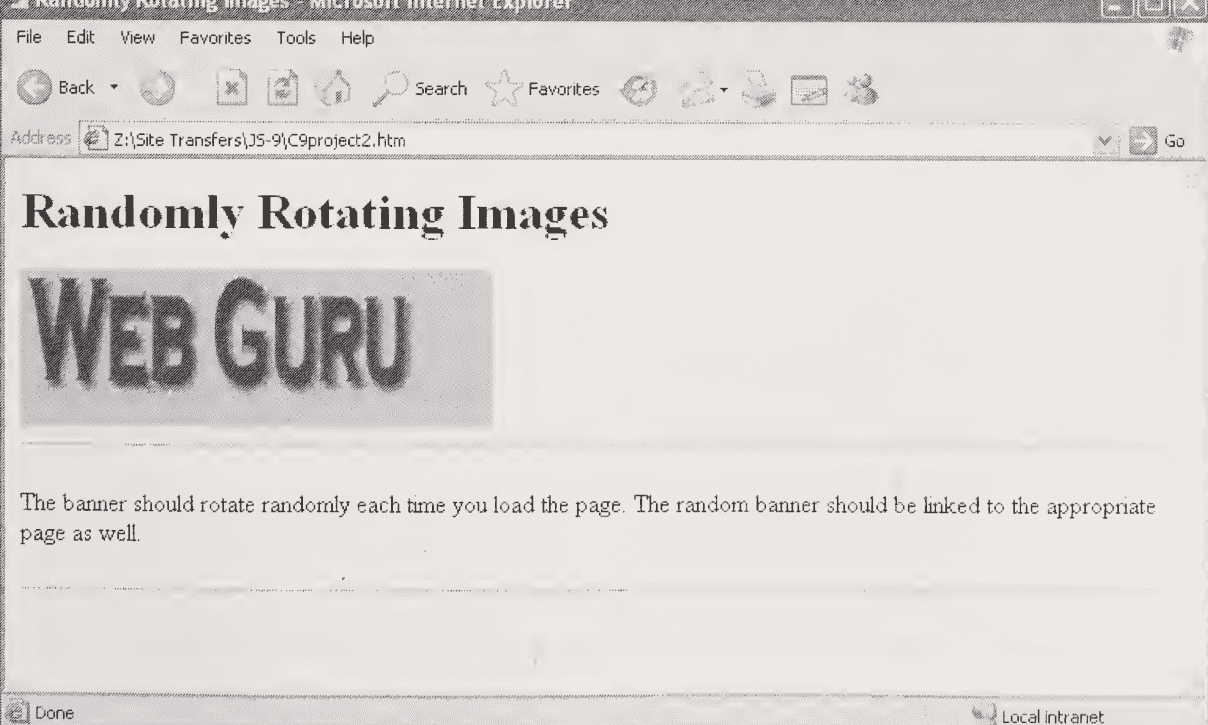 Randomly Rotating Images - Microsoft Internet Explorer
File Edit View Favorites Tools Help
Back Search Favorites
Address Z:\Site Transfers\JS-9\C9project2.htm Go
Randomly Rotating Images
WEB GURU
The banner should rotate randomly each time you load the page. The random banner should be linked to the appropriate
page as well.
Done Local intranet